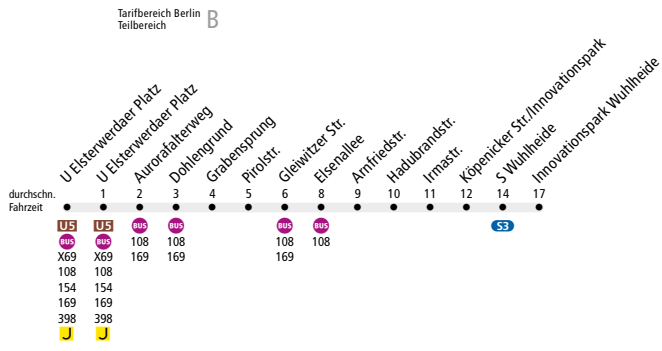 Tarifbereich Berlin B
Teilbereich
U Elsterwerdaer Platz
U Elsterwerdaer Platz
Aurorafalterweg
Dohlengrund
Grabensprung
Pirolstr.
Gleiwitzer Str.
Elsenallee
Arnfriedstr.
Hadubrandstr.
Irmastr.
Köpenicker Str./Innovationspark
S Wuhlheide
Innovationspark Wuhlheide
durchschn. 1 2 3 4 5 6 8 9 10 11 12 14 17
Fahrzeit
U5 U5 BUS BUS BUS BUS S3
BUS BUS 108 108 108 108
X69 X69 169 169 169
108 108
154 154
169 169
398 398